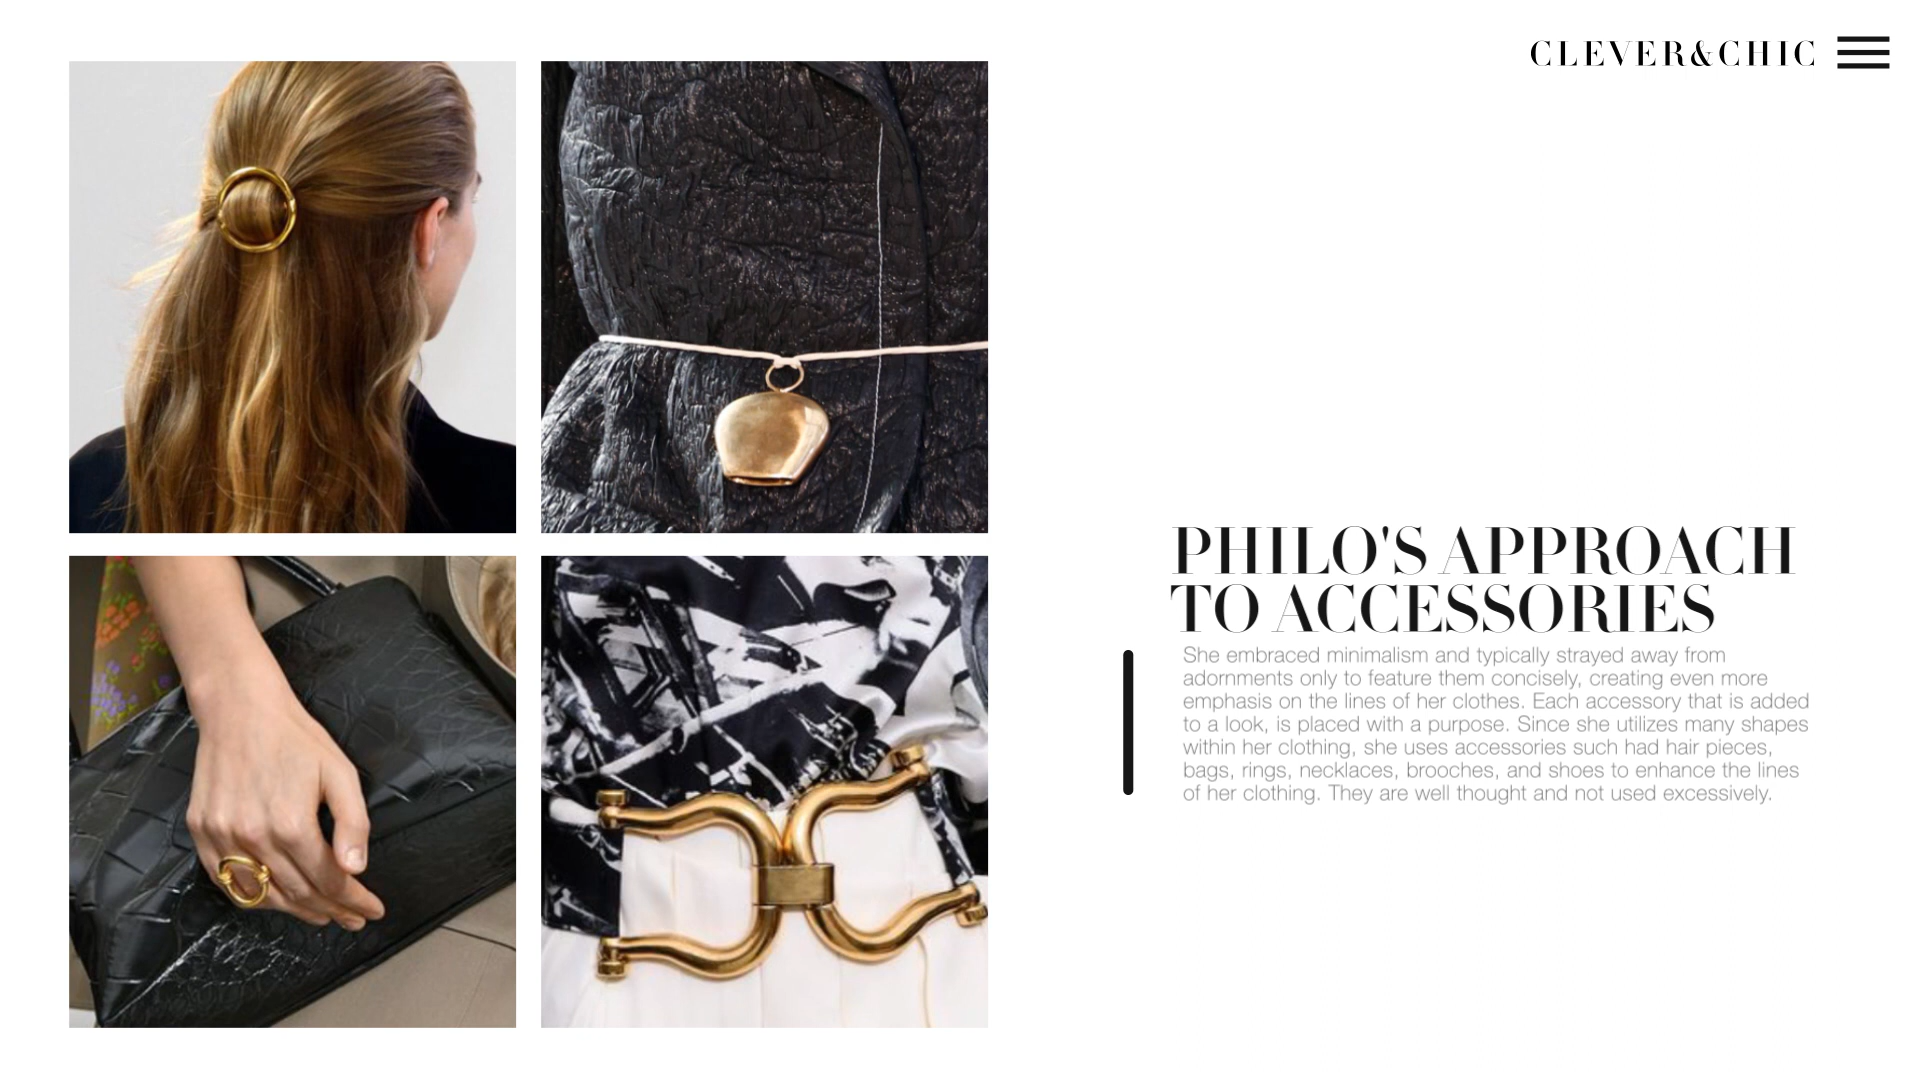 CLEVER&CHIC
PHILO'S APPROACH
TO ACCESSORIES
She embraced minimalism and typically strayed away from
adornments only to feature them concisely, creating even more
emphasis on the lines of her clothes. Each accessory that is added
to a look, is placed with a purpose. Since she utilizes many shapes
within her clothing, she uses accessories such had hair pieces,
bags, rings, necklaces, brooches, and shoes to enhance the lines
of her clothing. They are well thought and not used excessively.